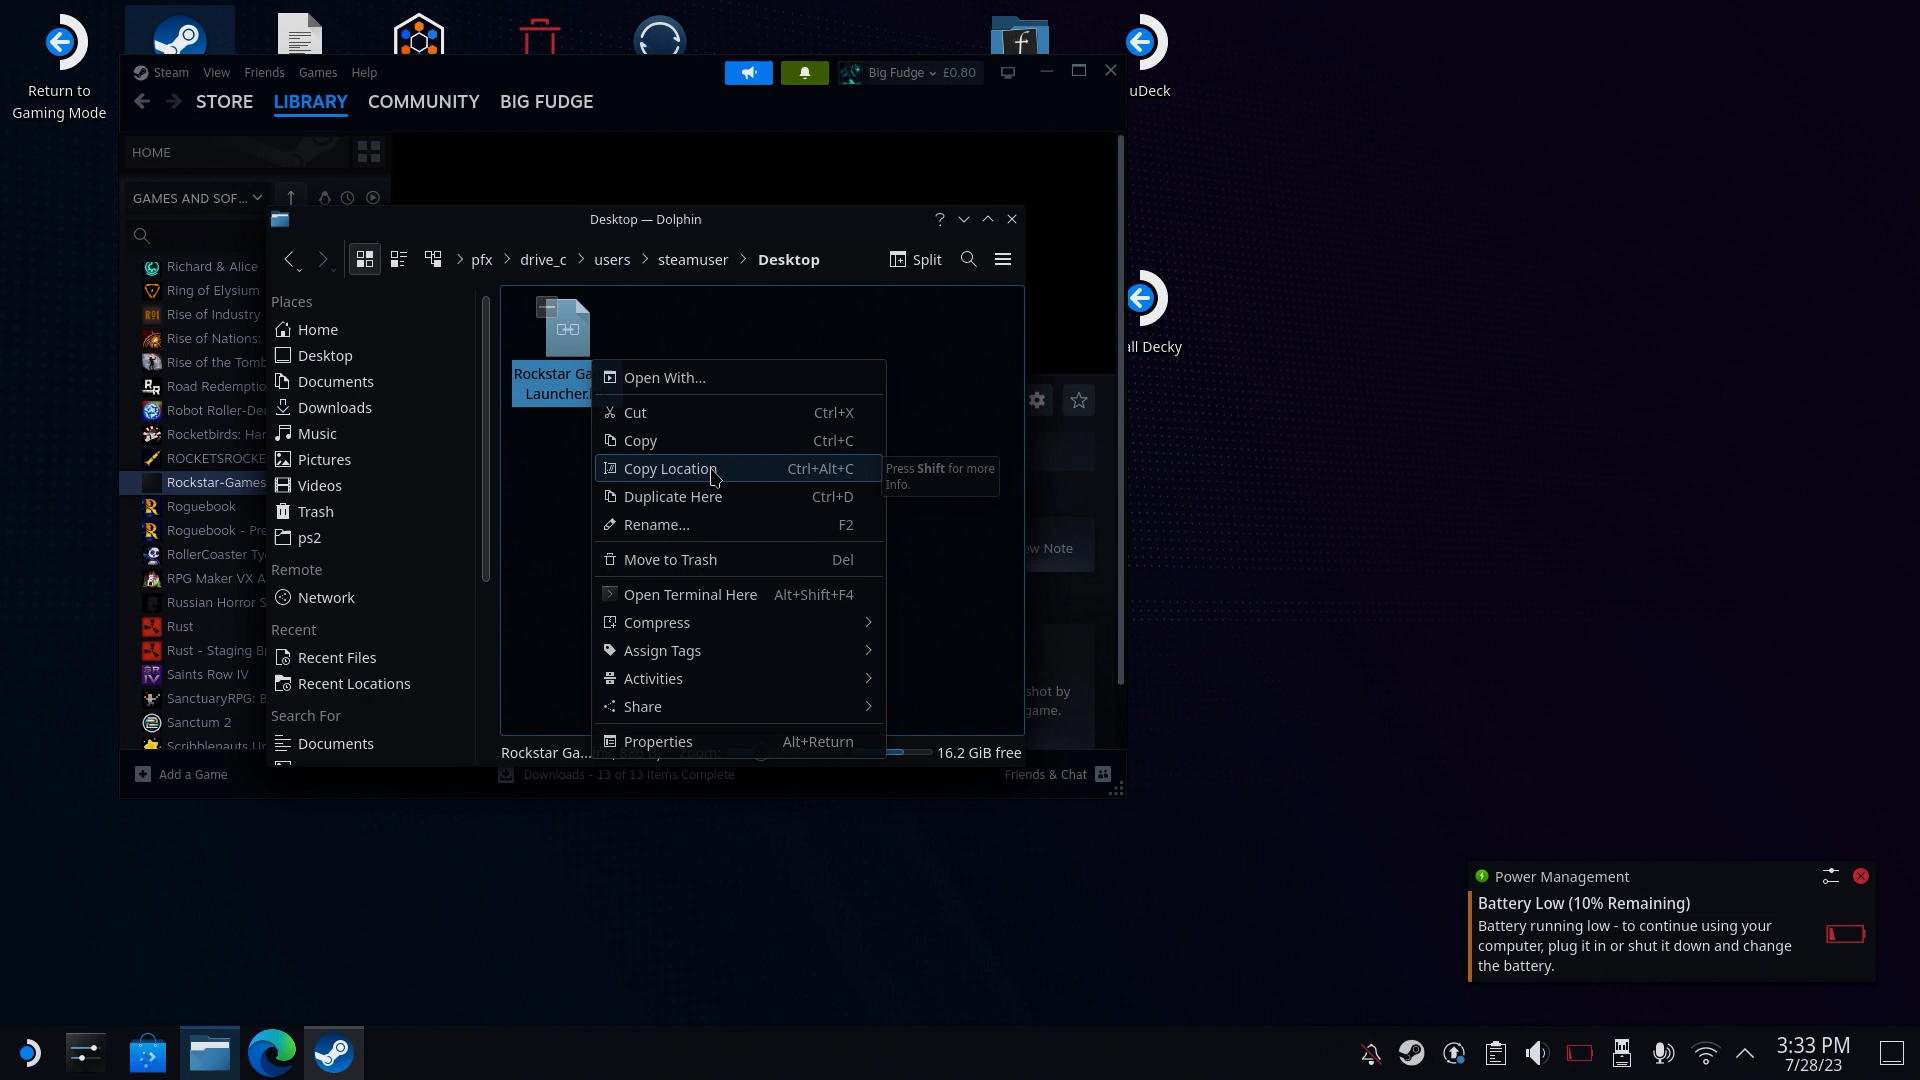 Return to
Gaming Mode
uDeck
all Decky
Steam View Friends Games Help
Big Fudge £0.80
STORE LIBRARY COMMUNITY BIG FUDGE
HOME
GAMES AND SOF...
Richard & Alice
Ring of Elysium
Rise of Industry
Rise of Nations:
Rise of the Tomb
Road Redemptio
Robot Roller-Der
Rocketbirds: Har
ROCKETSROCKE
Rockstar-Games
Roguebook
Roguebook - Pre
RollerCoaster Ty
RPG Maker VX A
Russian Horror S
Rust
Rust - Staging Br
Saints Row IV
SanctuaryRPG: B
Sanctum 2
Scribblenauts Un
Add a Game
Downloads - 13 of 13 Items Complete
Friends & Chat
ew Note
shot by
game.
Desktop — Dolphin
pfx > drive_c > users > steamuser > Desktop
Split
Places
Home
Desktop
Documents
Downloads
Music
Pictures
Videos
Trash
ps2
Remote
Network
Recent
Recent Files
Recent Locations
Search For
Documents
Rockstar Ga
Launcher.
Open With...
Cut Ctrl+X
Copy Ctrl+C
Copy Location Ctrl+Alt+C
Duplicate Here Ctrl+D
Rename... F2
Move to Trash Del
Open Terminal Here Alt+Shift+F4
Compress
Assign Tags
Activities
Share
Properties Alt+Return
Press Shift for more
Info.
Rockstar Ga... Zoom: 16.2 GiB free
Power Management
Battery Low (10% Remaining)
Battery running low - to continue using your
computer, plug it in or shut it down and change
the battery.
3:33 PM
7/28/23